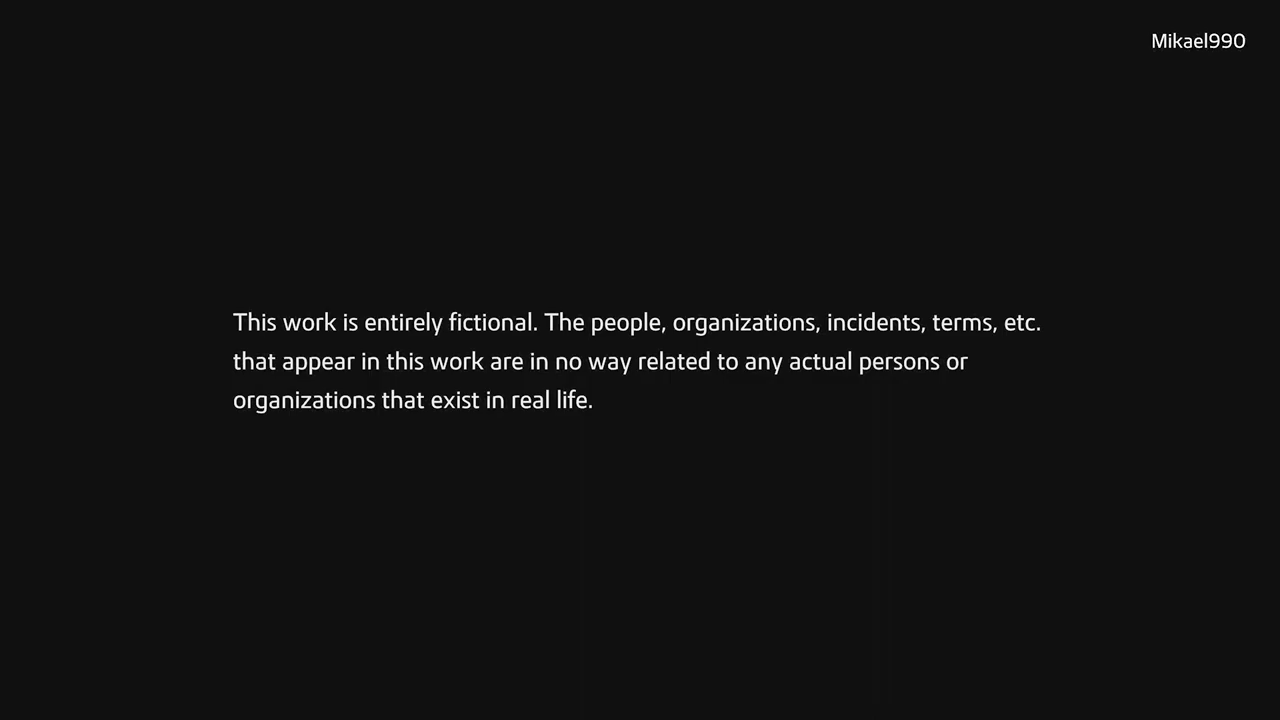 Mikael990
This work is entirely fictional. The people, organizations, incidents, terms, etc.
that appear in this work are in no way related to any actual persons or
organizations that exist in real life.